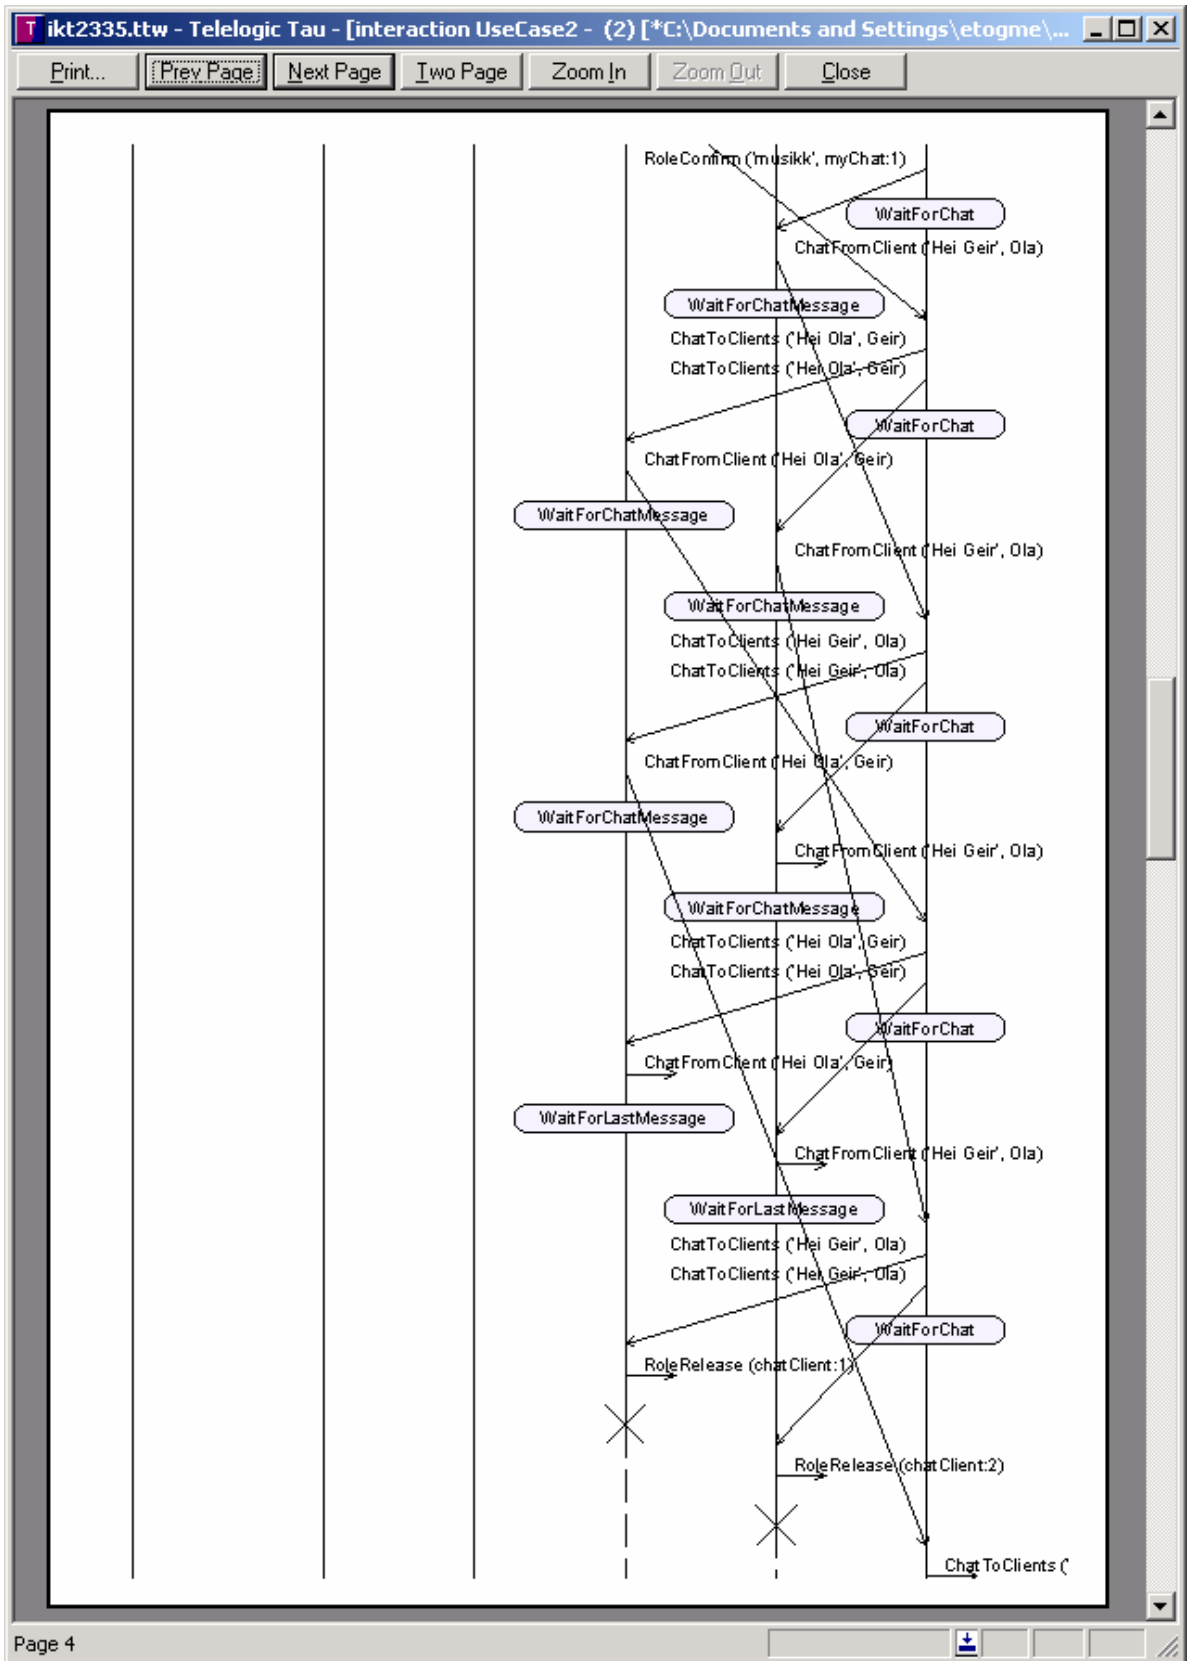 ikt2335.ttw - Telelogic Tau - [interaction UseCase2 - (2) [*C:\Documents and Settings\etogme\...
Print... Prev Page Next Page Two Page Zoom In Zoom Out Close
RoleConfirm ('musikk', myChat:1)
WaitForChat
ChatFromClient ('Hei Geir', Ola)
WaitForChatMessage
ChatToClients ('Hei Ola', Geir)
ChatToClients ('Hei Ola', Geir)
WaitForChat
ChatFromClient ('Hei Ola', Geir)
WaitForChatMessage
ChatFromClient ('Hei Geir', Ola)
WaitForChatMessage
ChatToClients ('Hei Geir', Ola)
ChatToClients ('Hei Geir', Ola)
WaitForChat
ChatFromClient ('Hei Ola', Geir)
WaitForChatMessage
ChatFromClient ('Hei Geir', Ola)
WaitForChatMessage
ChatToClients ('Hei Ola', Geir)
ChatToClients ('Hei Ola', Geir)
WaitForChat
ChatFromClient ('Hei Ola', Geir)
WaitForLastMessage
ChatFromClient ('Hei Geir', Ola)
WaitForLastMessage
ChatToClients ('Hei Geir', Ola)
ChatToClients ('Hei Geir', Ola)
WaitForChat
RoleRelease (chatClient:1)
RoleRelease (chatClient:2)
ChatToClients ('
Page 4